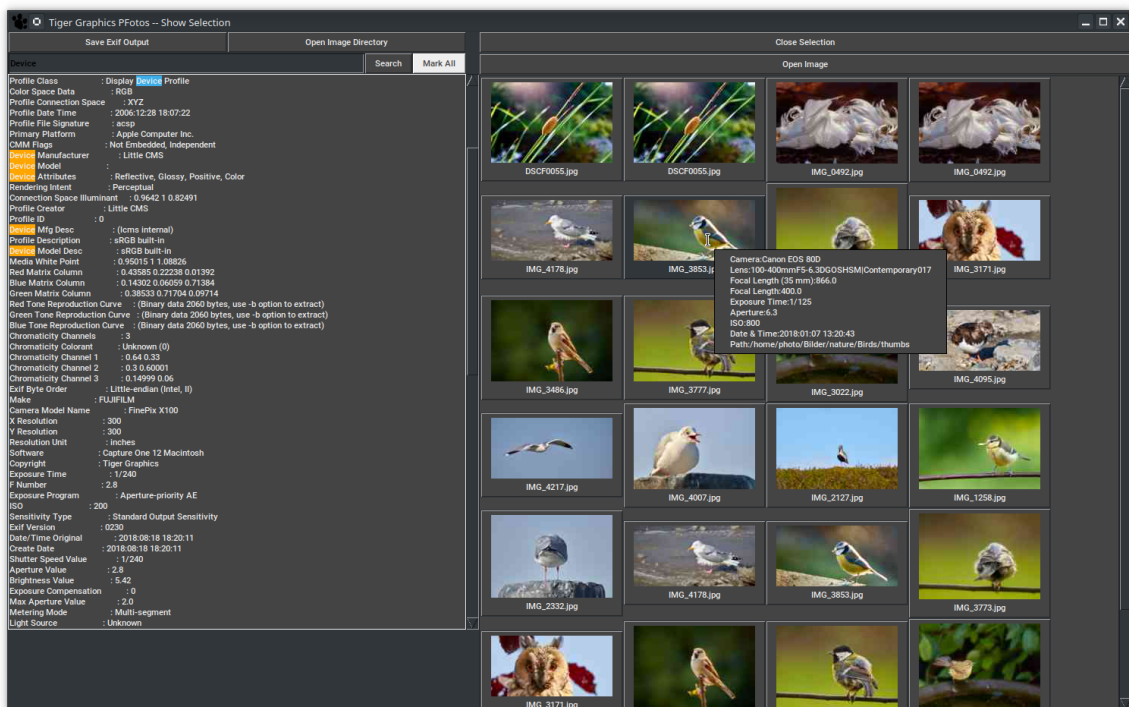 Tiger Graphics PFotos -- Show Selection
Save Exif Output
Open Image Directory
Close Selection
Device
Search
Mark All
Open Image
Profile Class : Display Device Profile
Color Space Data : RGB
Profile Connection Space : XYZ
Profile Date Time : 2006:12:28 18:07:22
Profile File Signature : acsp
Primary Platform : Apple Computer Inc.
CMM Flags : Not Embedded, Independent
Device Manufacturer : Little CMS
Device Model :
Device Attributes : Reflective, Glossy, Positive, Color
Rendering Intent : Perceptual
Connection Space Illuminant : 0.9642 1 0.82491
Profile Creator : Little CMS
Profile ID : 0
Device Mfg Desc : (lcms internal)
Profile Description : sRGB built-in
Device Model Desc : sRGB built-in
Media White Point : 0.95015 1 1.08826
Red Matrix Column : 0.43585 0.22238 0.01392
Blue Matrix Column : 0.14302 0.06059 0.71384
Green Matrix Column : 0.38533 0.71704 0.09714
Red Tone Reproduction Curve : (Binary data 2060 bytes, use -b option to extract)
Green Tone Reproduction Curve : (Binary data 2060 bytes, use -b option to extract)
Blue Tone Reproduction Curve : (Binary data 2060 bytes, use -b option to extract)
Chromaticity Channels : 3
Chromaticity Colorant : Unknown (0)
Chromaticity Channel 1 : 0.64 0.33
Chromaticity Channel 2 : 0.3 0.60001
Chromaticity Channel 3 : 0.14999 0.06
Exif Byte Order : Little-endian (Intel, II)
Make : FUJIFILM
Camera Model Name : FinePix X100
X Resolution : 300
Y Resolution : 300
Resolution Unit : inches
Software : Capture One 12 Macintosh
Copyright : Tiger Graphics
Exposure Time : 1/240
F Number : 2.8
Exposure Program : Aperture-priority AE
ISO : 200
Sensitivity Type : Standard Output Sensitivity
Exif Version : 0230
Date/Time Original : 2018:08:18 18:20:11
Create Date : 2018:08:18 18:20:11
Shutter Speed Value : 1/240
Aperture Value : 2.8
Brightness Value : 5.42
Exposure Compensation : 0
Max Aperture Value : 2.0
Metering Mode : Multi-segment
Light Source : Unknown
DSCF0055.jpg
DSCF0055.jpg
IMG_0492.jpg
IMG_0492.jpg
IMG_4178.jpg
IMG_3853.jp
IMG_3171.jpg
Camera:Canon EOS 80D
Lens:100-400mmF5-6.3DGOSHSM|Contemporary017
Focal Length (35 mm):866.0
Focal Length:400.0
Exposure Time:1/125
Aperture:6.3
ISO:800
Date & Time:2018:01:07 13:20:43
Path:/home/photo/Bilder/nature/Birds/thumbs
IMG_3486.jpg
IMG_3777.jpg
IMG_3022.jpg
IMG_4095.jpg
IMG_4217.jpg
IMG_4007.jpg
IMG_2127.jpg
IMG_1258.jpg
IMG_2332.jpg
IMG_4178.jpg
IMG_3853.jpg
IMG_3773.jpg
IMG_3171.jpg